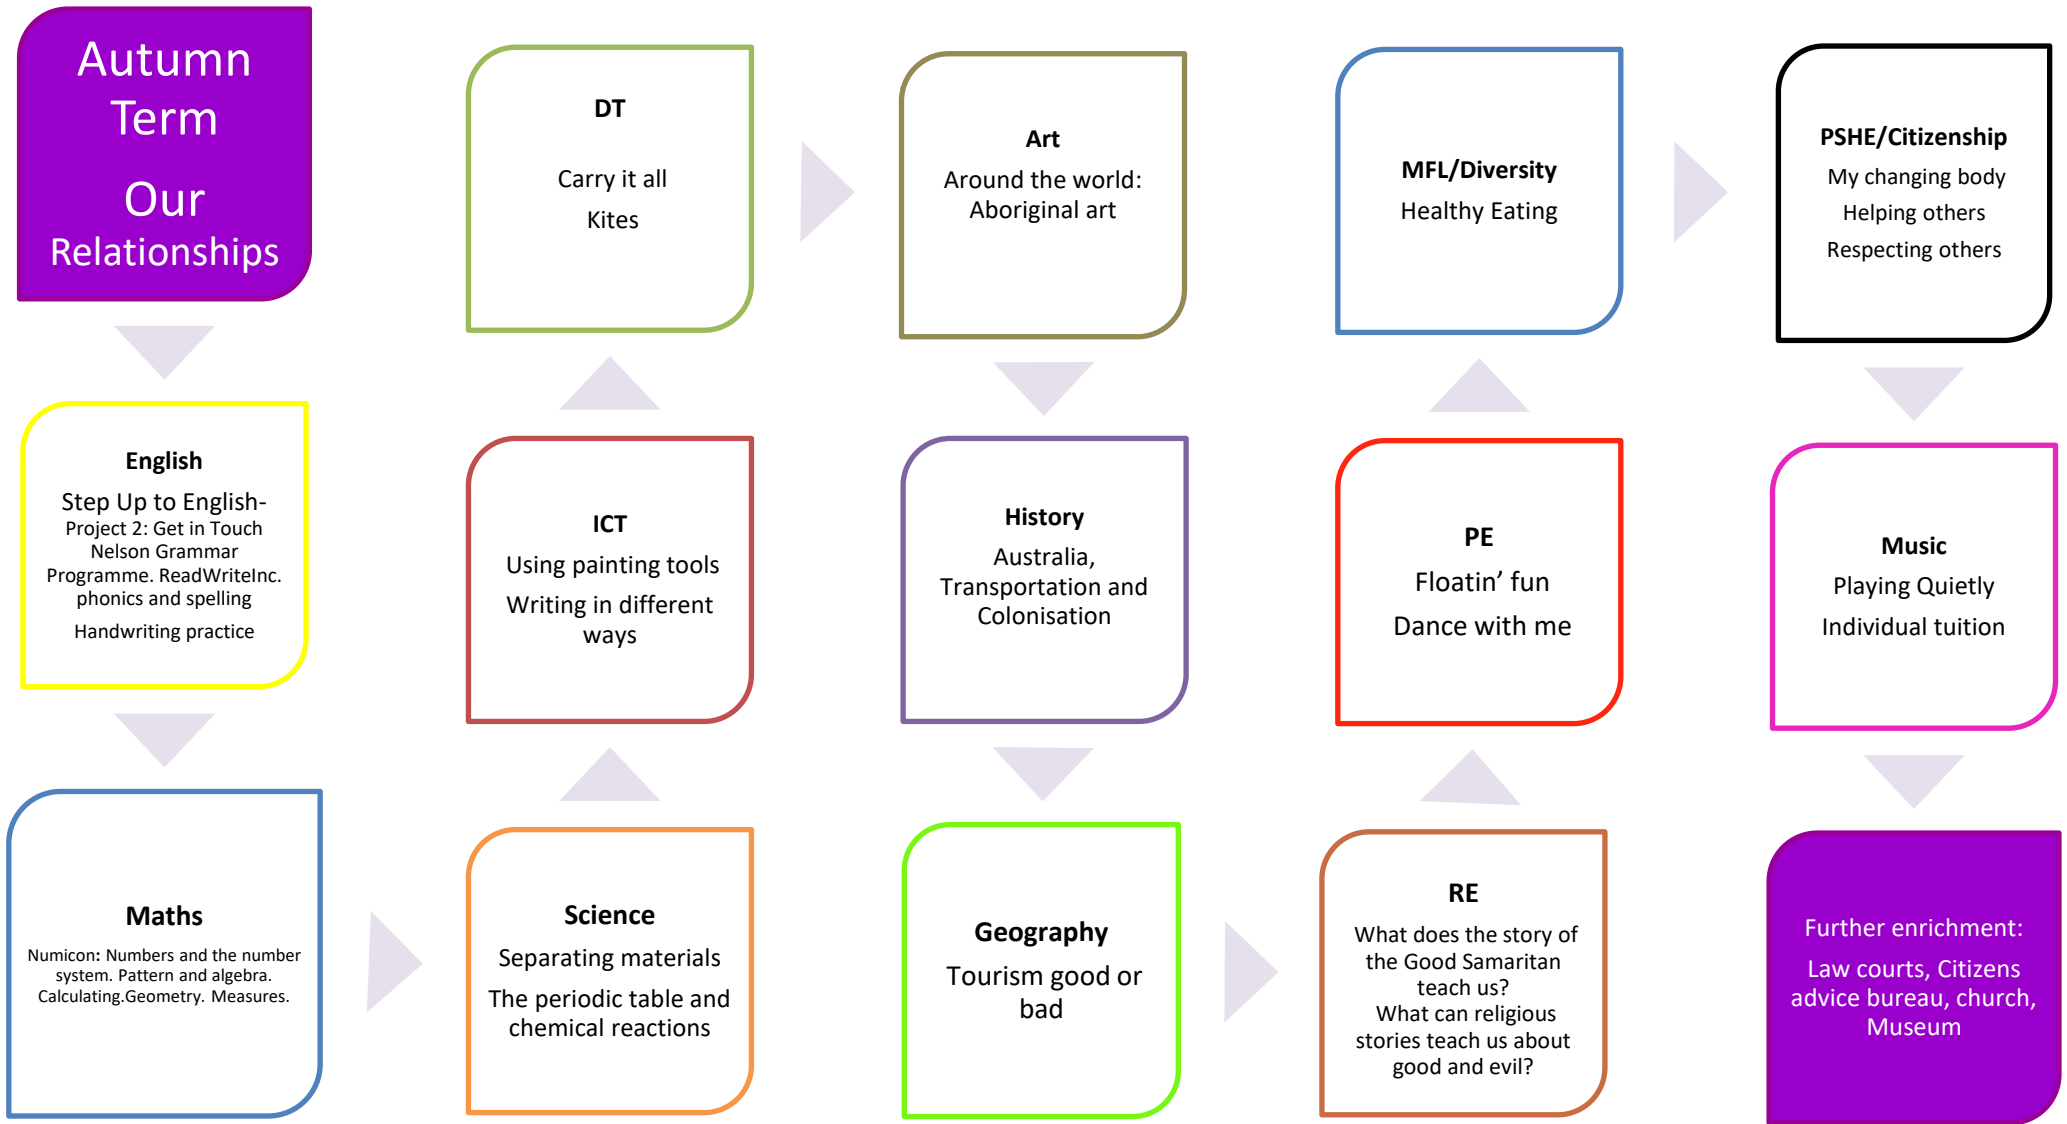 Autumn
Term
Our
Relationships
English
Step Up to English-
Project 2: Get in Touch
Nelson Grammar
Programme. ReadWriteInc.
phonics and spelling
Handwriting practice
Maths
Numicon: Numbers and the number
system. Pattern and algebra.
Calculating.Geometry. Measures.
Science
Separating materials
The periodic table and
chemical reactions
ICT
Using painting tools
Writing in different
ways
DT
Carry it all
Kites
Art
Around the world:
Aboriginal art
History
Australia,
Transportation and
Colonisation
Geography
Tourism good or
bad
RE
What does the story of
the Good Samaritan
teach us?
What can religious
stories teach us about
good and evil?
PE
Floatin’ fun
Dance with me
MFL/Diversity
Healthy Eating
PSHE/Citizenship
My changing body
Helping others
Respecting others
Music
Playing Quietly
Individual tuition
Further enrichment:
Law courts, Citizens
advice bureau, church,
Museum